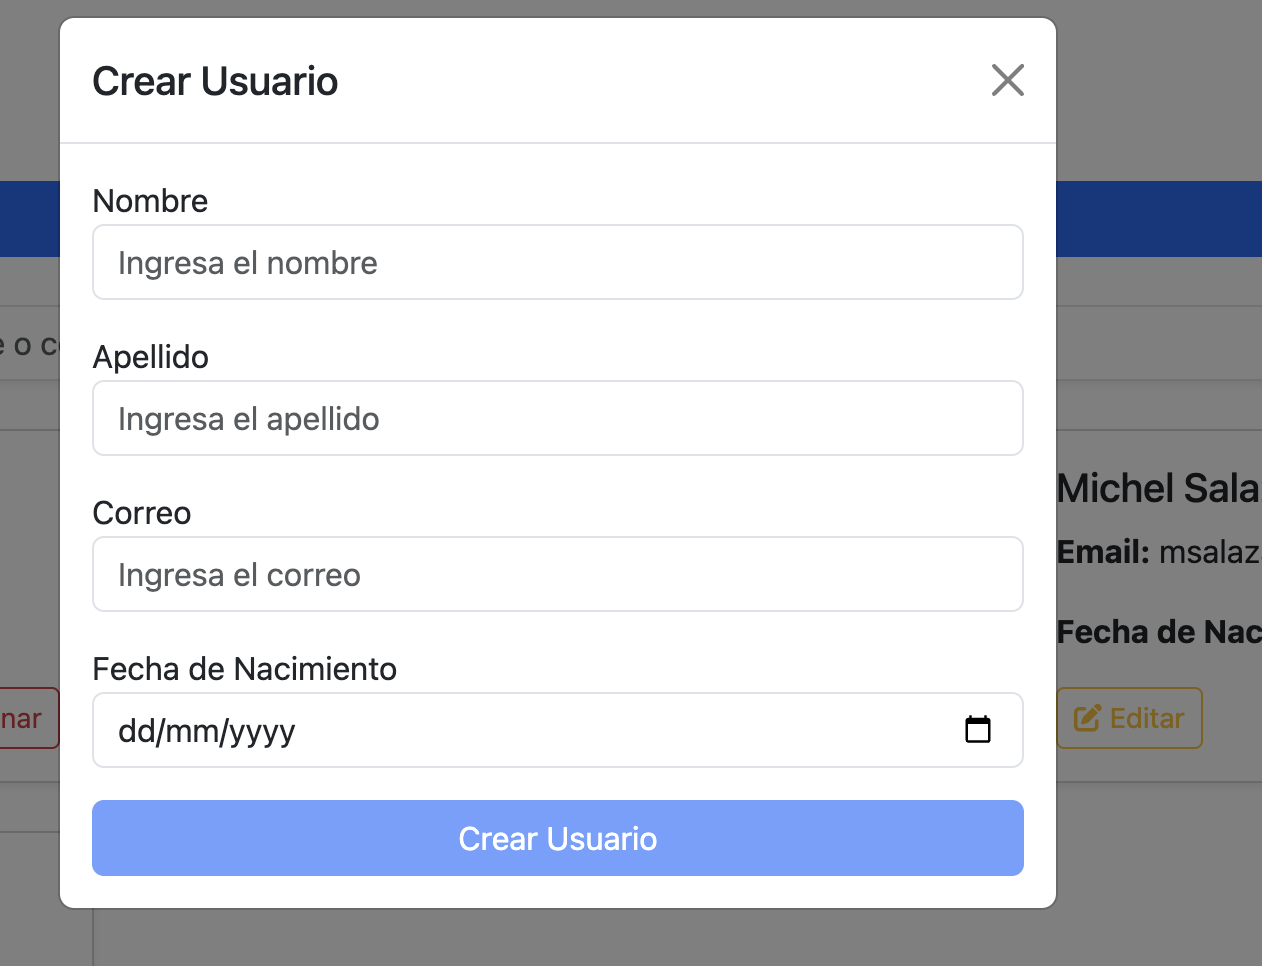 Crear Usuario
Nombre
Ingresa el nombre
Apellido
Ingresa el apellido
Correo
Ingresa el correo
Fecha de Nacimiento
dd/mm/yyyy
Crear Usuario
e o c
nar
Michel Sala
Email: msalaz
Fecha de Nac
Editar